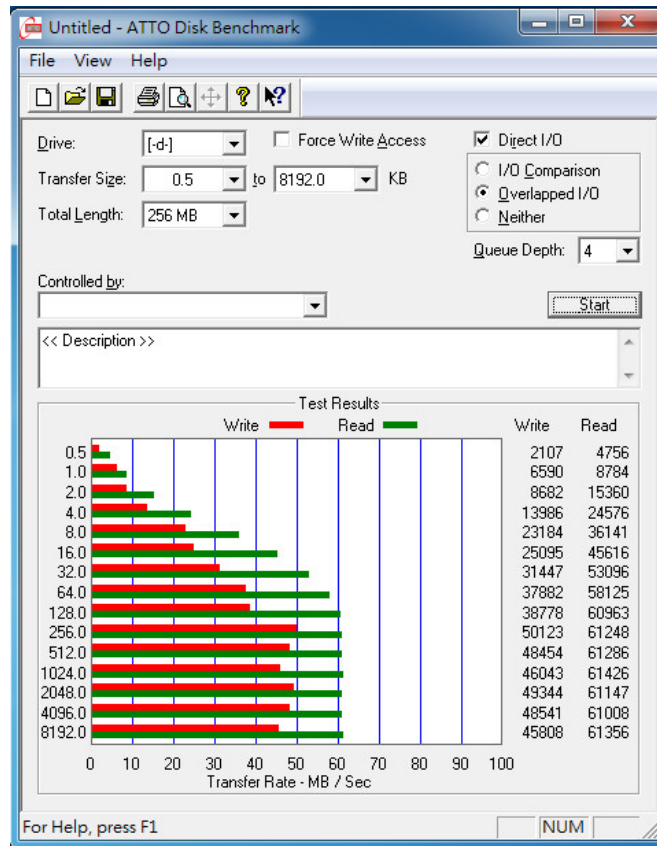 Untitled - ATTO Disk Benchmark
File View Help
Drive: [-d-] Force Write Access Direct I/O
Transfer Size: 0.5 to 8192.0 KB I/O Comparison
Overlapped I/O
Total Length: 256 MB Neither
Queue Depth: 4
Controlled by:
Start
<< Description >>
Test Results
Write Read Write Read
0.5 2107 4756
1.0 6590 8784
2.0 8682 15360
4.0 13986 24576
8.0 23184 36141
16.0 25095 45616
32.0 31447 53096
64.0 37882 58125
128.0 38778 60963
256.0 50123 61248
512.0 48454 61286
1024.0 46043 61426
2048.0 49344 61147
4096.0 48541 61008
8192.0 45808 61356
0 10 20 30 40 50 60 70 80 90 100
Transfer Rate - MB / Sec
For Help, press F1 NUM